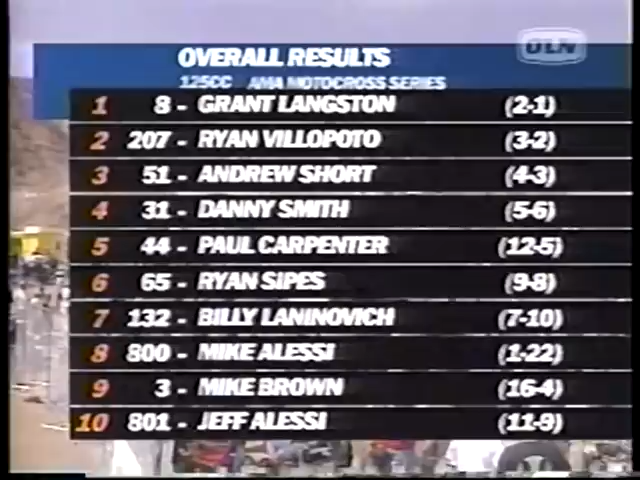 OLN
OVERALL RESULTS
125CC AMA MOTOCROSS SERIES
1 8 - GRANT LANGSTON (2-1)
2 207 - RYAN VILLOPOTO (3-2)
3 51 - ANDREW SHORT (4-3)
4 31 - DANNY SMITH (5-6)
5 44 - PAUL CARPENTER (12-5)
6 65 - RYAN SIPES (9-8)
7 132 - BILLY LANINOVICH (7-10)
8 800 - MIKE ALESSI (1-22)
9 3 - MIKE BROWN (16-4)
10 801 - JEFF ALESSI (11-9)